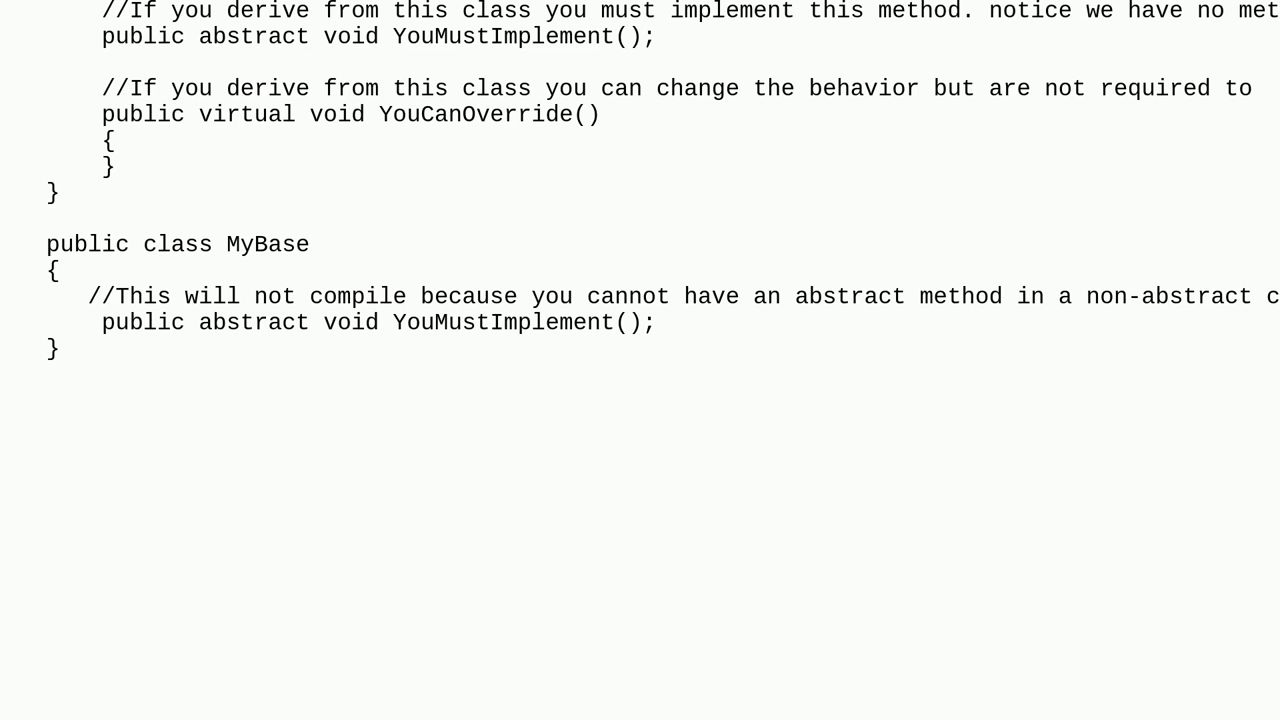 //If you derive from this class you must implement this method. notice we have no met
public abstract void YouMustImplement();
//If you derive from this class you can change the behavior but are not required to
public virtual void YouCanOverride()
{
}
}
public class MyBase
{
//This will not compile because you cannot have an abstract method in a non-abstract c
public abstract void YouMustImplement();
}